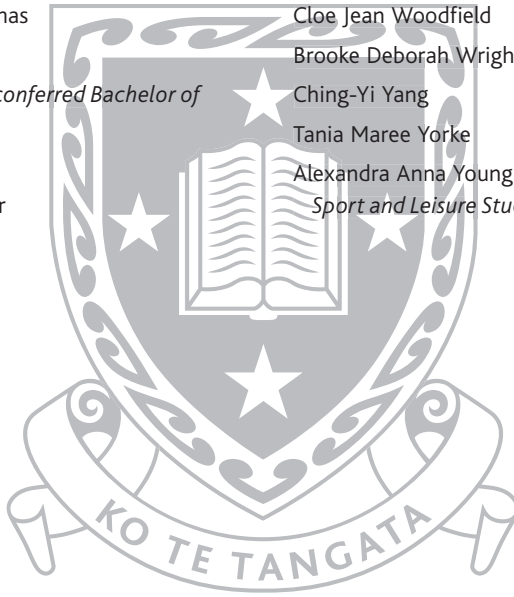 nas
conferred Bachelor of
r
Cloe Jean Woodfield
Brooke Deborah Wrigh
Ching-Yi Yang
Tania Maree Yorke
Alexandra Anna Young
Sport and Leisure Stu
KO TE TANGATA